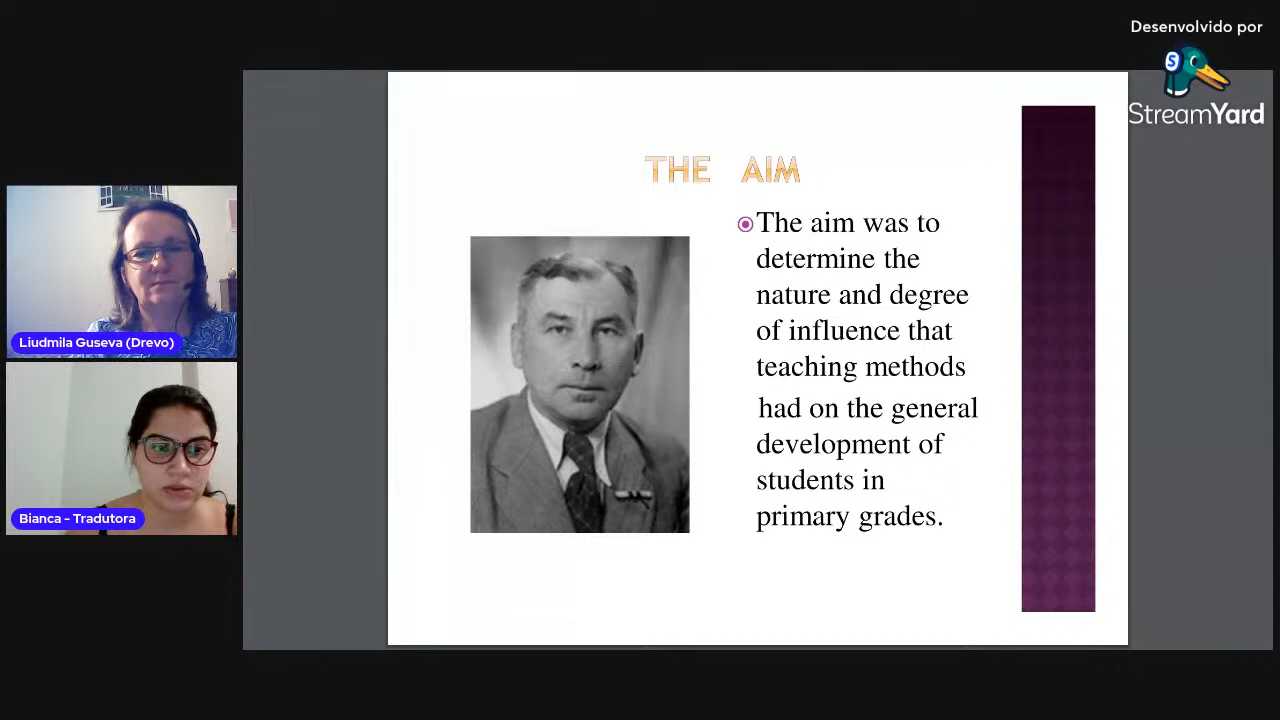 Desenvolvido por
StreamYard
THE AIM
The aim was to
determine the
nature and degree
of influence that
teaching methods
had on the general
development of
students in
primary grades.
Liudmila Guseva (Drevo)
Bianca - Tradutora